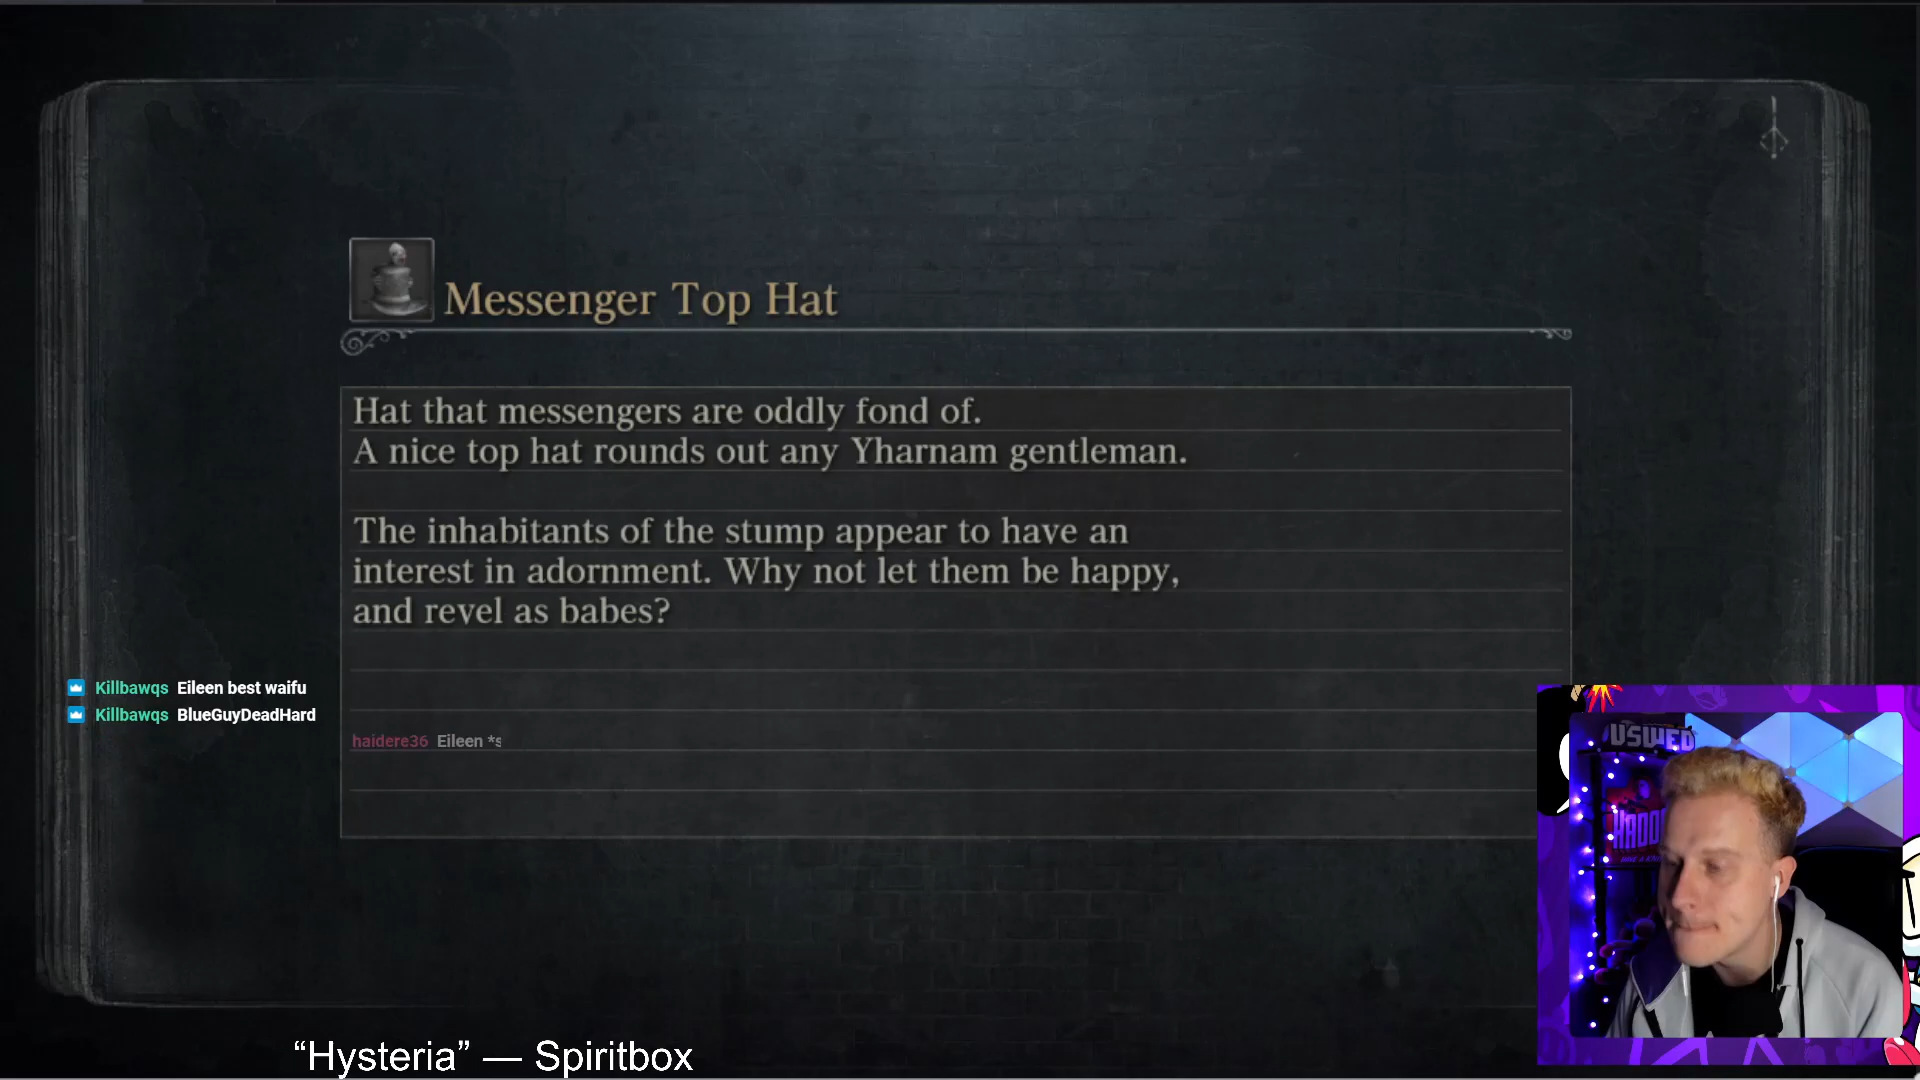 Messenger Top Hat
Hat that messengers are oddly fond of.
A nice top hat rounds out any Yharnam gentleman.
The inhabitants of the stump appear to have an
interest in adornment. Why not let them be happy,
and revel as babes?
Killbawqs Eileen best waifu
Killbawqs BlueGuyDeadHard
haidere36 Eileen *s
VSWED
“Hysteria” — Spiritbox